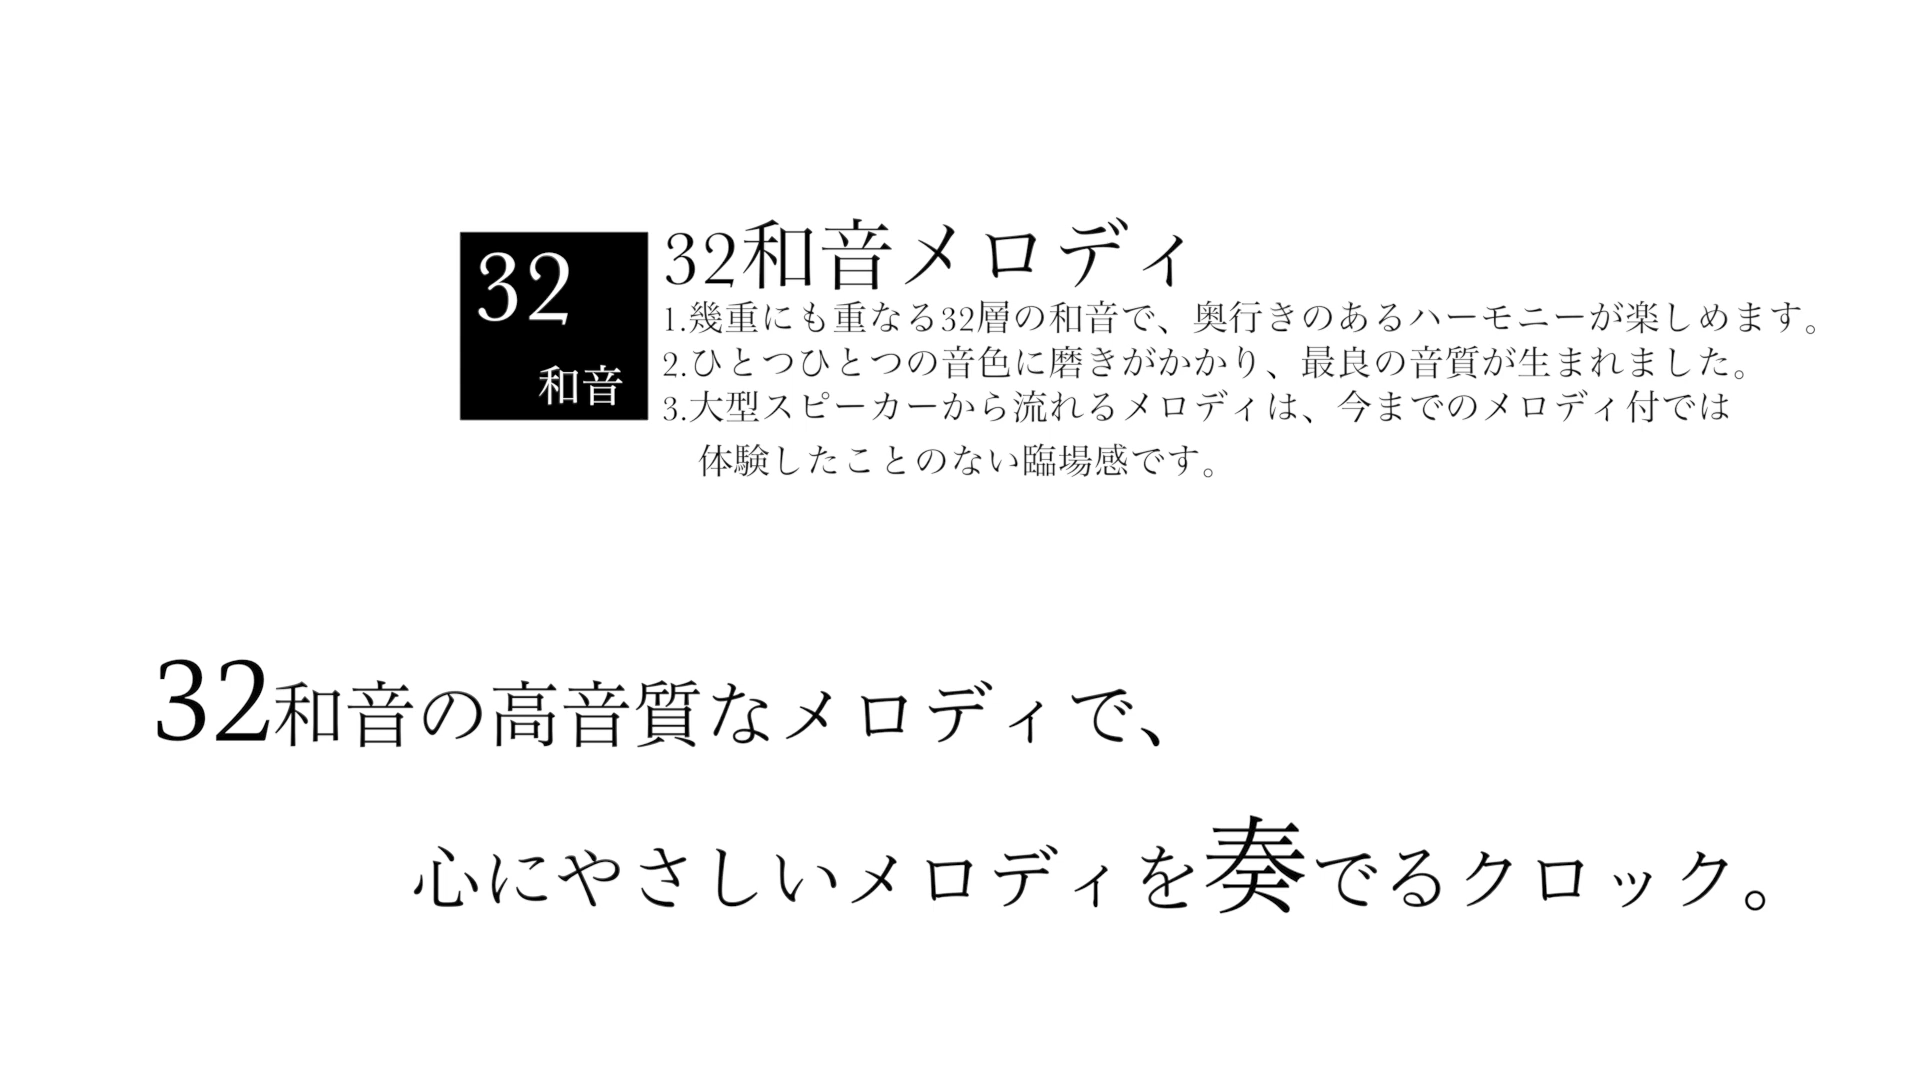 32
和音
32和音メロディ
1.幾重にも重なる32層の和音で、奥行きのあるハーモニーが楽しめます。
2.ひとつひとつの音色に磨きがかかり、最良の音質が生まれました。
3.大型スピーカーから流れるメロディは、今までのメロディ付では
体験したことのない臨場感です。
32和音の高音質なメロディで、
心にやさしいメロディを奏でるクロック。